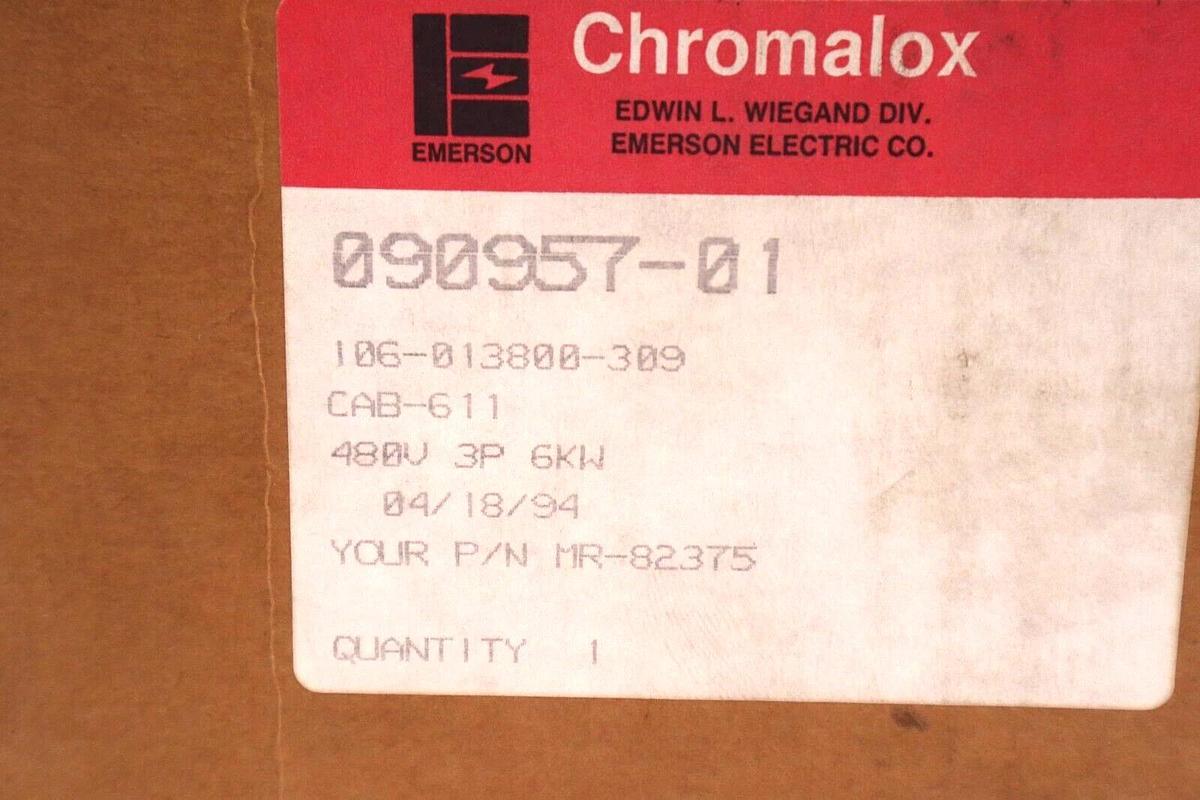 Chromalox
EDWIN L. WIEGAND DIV.
EMERSON ELECTRIC CO.
EMERSON
090957-01
106-013800-309
CAB-611
480V 3P 6KW
04/18/94
YOUR P/N MR-82375
QUANTITY 1